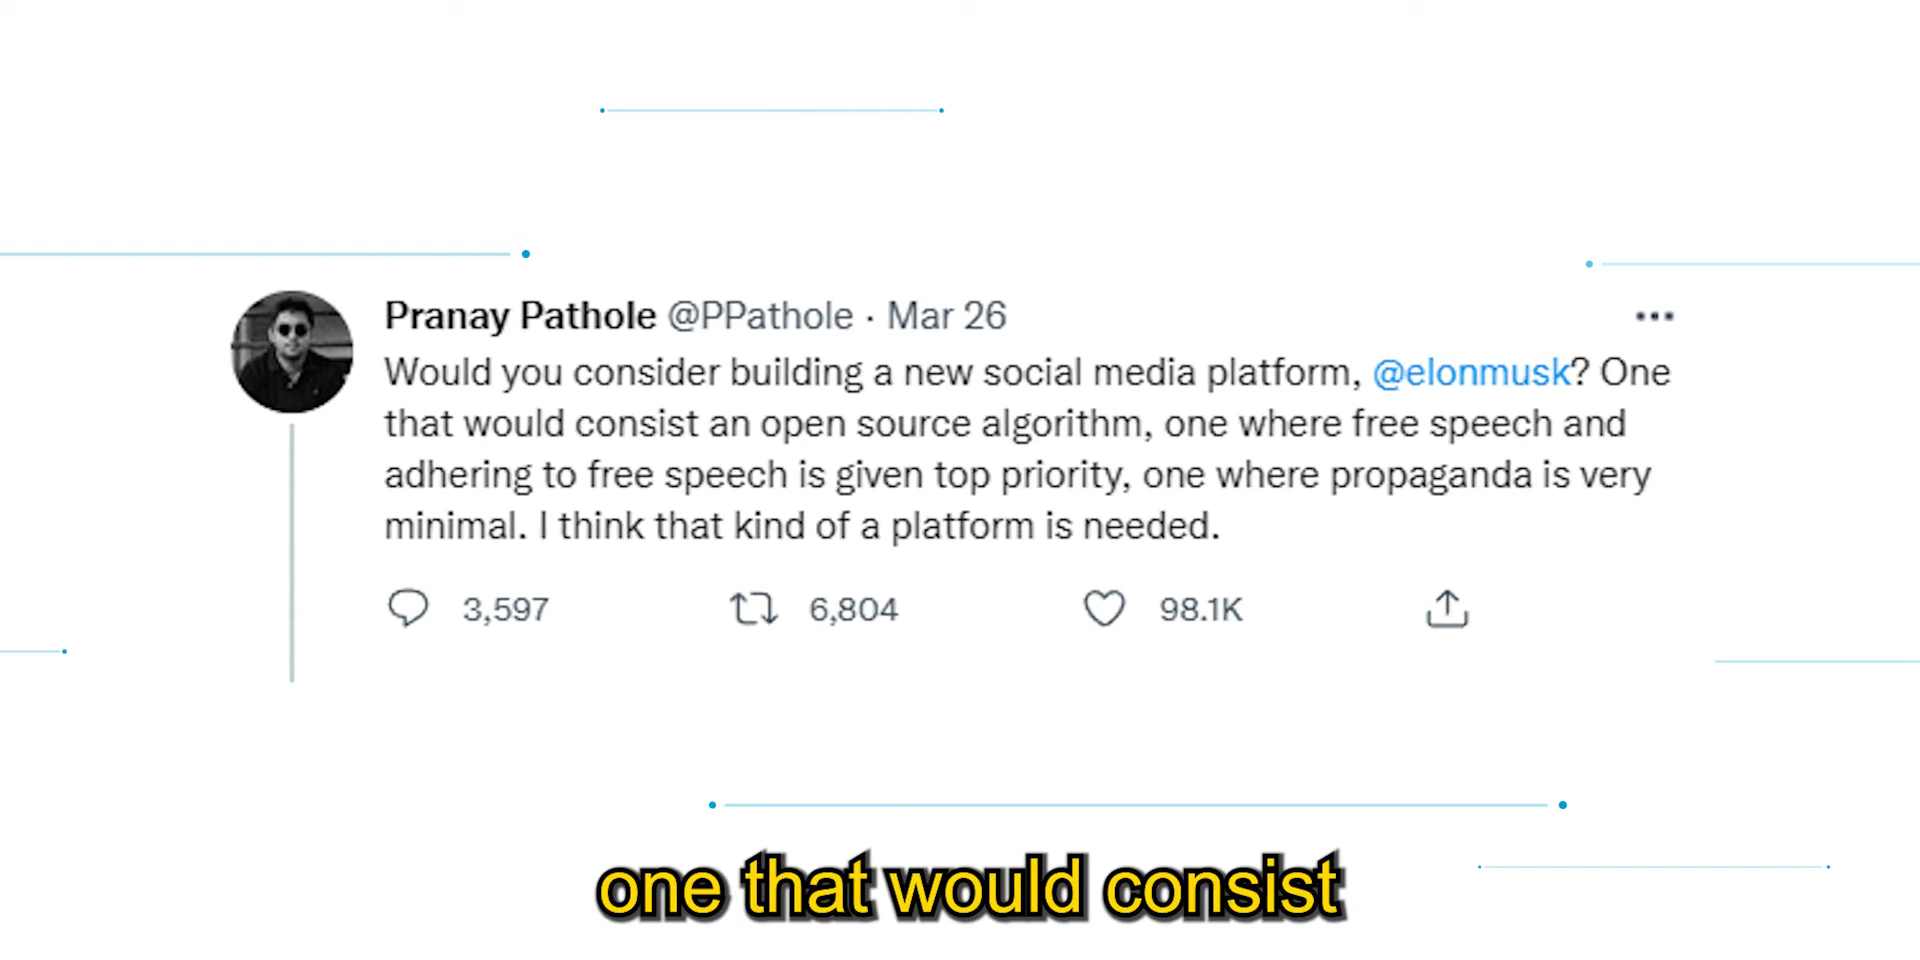 Pranay Pathole @PPathole · Mar 26
Would you consider building a new social media platform, @elonmusk? One
that would consist an open source algorithm, one where free speech and
adhering to free speech is given top priority, one where propaganda is very
minimal. I think that kind of a platform is needed.
3,597 6,804 98.1K
one that would consist